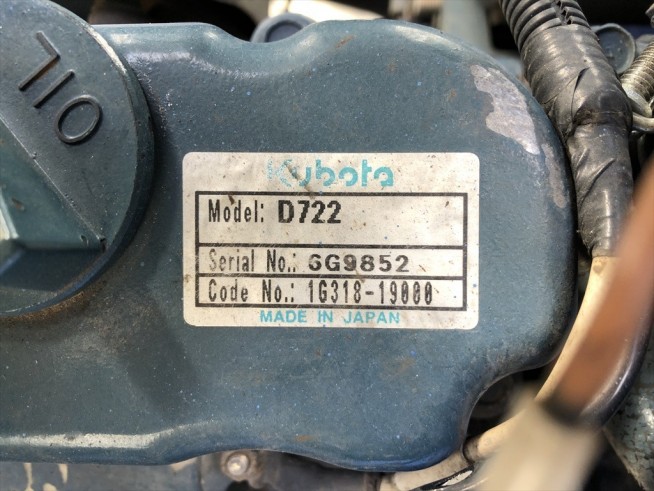 OIL
Kubota
Model: D722
Serial No.: 6G9852
Code No.: 1G318-19000
MADE IN JAPAN